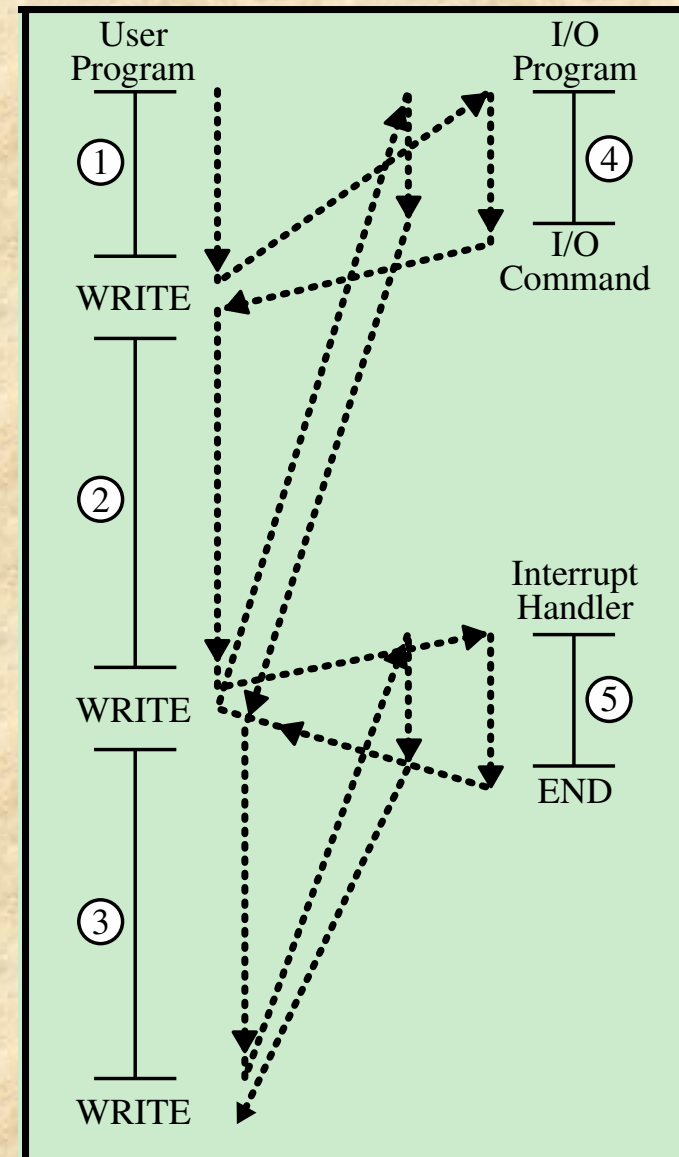 User
Program
I/O
Program
1
4
WRITE
I/O
Command
2
Interrupt
Handler
WRITE
5
END
3
WRITE